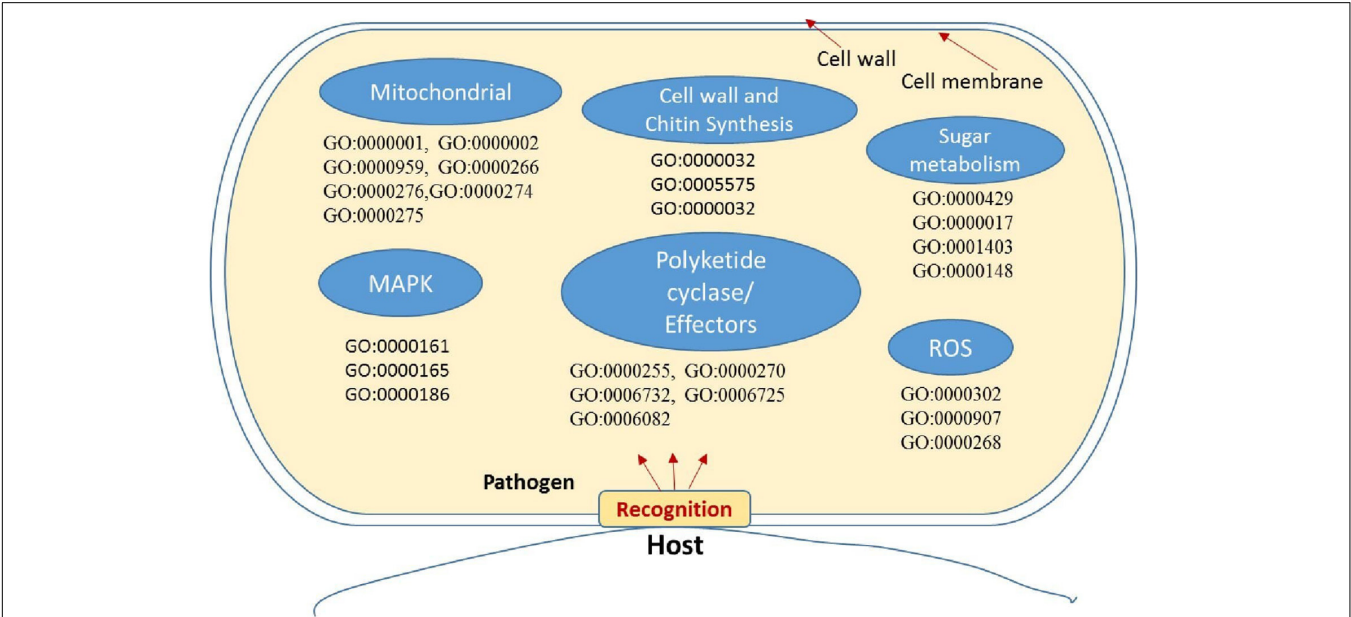 Cell wall
Cell membrane
Mitochondrial
GO:0000001, GO:0000002
GO:0000959, GO:0000266
GO:0000276,GO:0000274
GO:0000275
Cell wall and
Chitin Synthesis
GO:0000032
GO:0005575
GO:0000032
Sugar
metabolism
GO:0000429
GO:0000017
GO:0001403
GO:0000148
MAPK
GO:0000161
GO:0000165
GO:0000186
Polyketide
cyclase/
Effectors
GO:0000255, GO:0000270
GO:0006732, GO:0006725
GO:0006082
ROS
GO:0000302
GO:0000907
GO:0000268
Pathogen
Recognition
Host